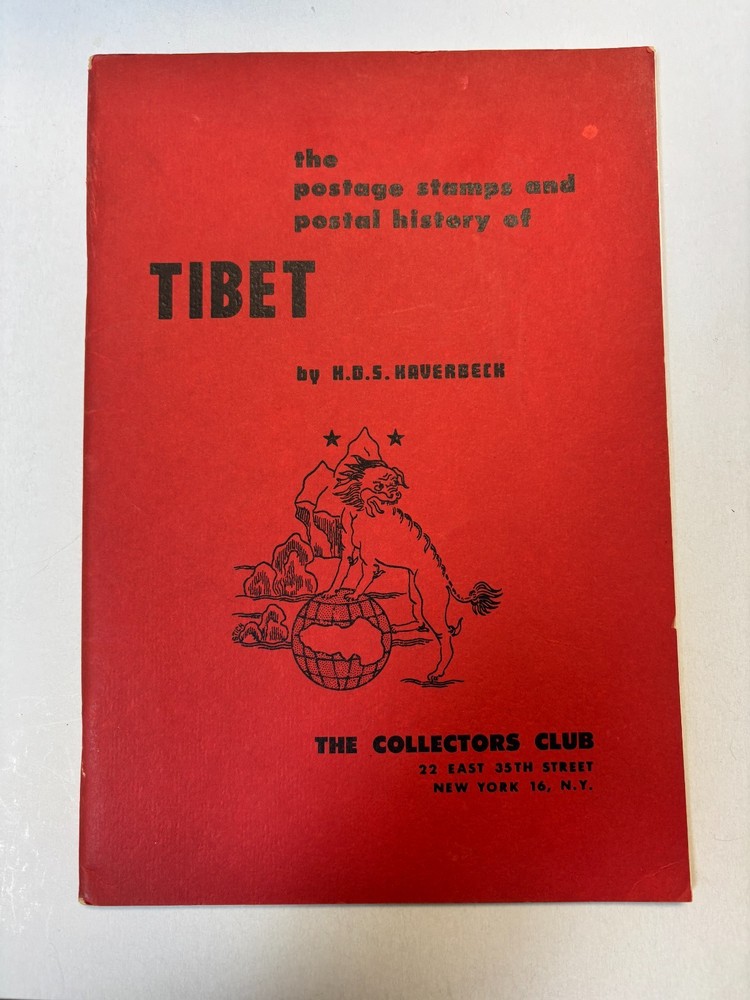 the
postage stamps and
postal history of
TIBET
by H.D.S. HAVERBECK
THE COLLECTORS CLUB
22 EAST 35TH STREET
NEW YORK 16, N.Y.